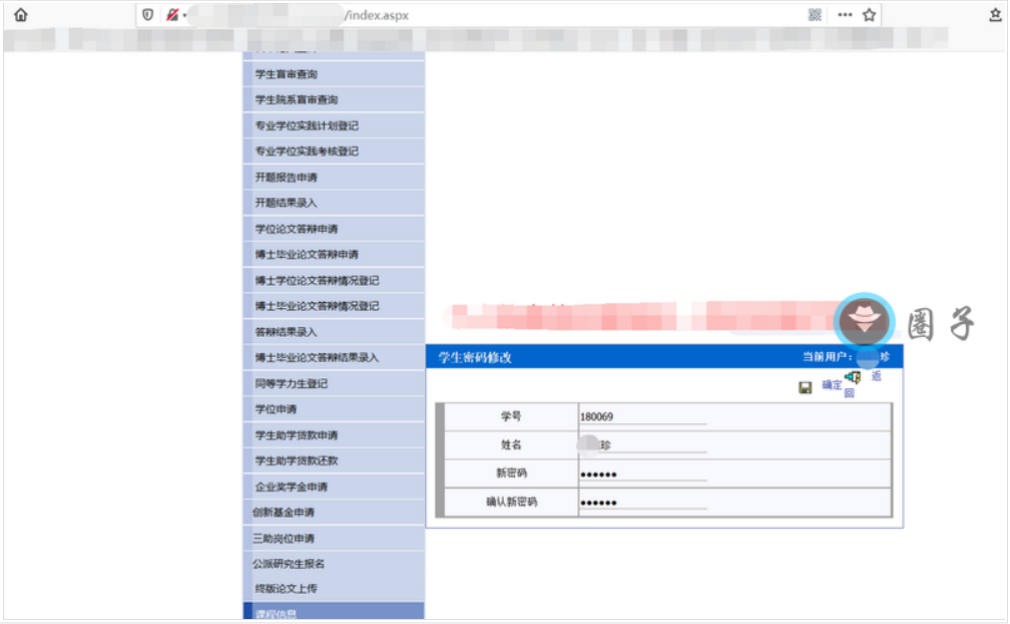 /index.aspx
学生盲审查询
学生院系盲审查询
专业学位实践计划登记
专业学位实践考核登记
开题报告申请
开题结果录入
学位论文答辩申请
博士毕业论文答辩申请
博士学位论文答辩情况登记
博士毕业论文答辩情况登记
答辩结果录入
博士毕业论文答辩结果录入
同等学力生登记
学位申请
学生助学贷款申请
学生助学贷款还款
企业奖学金申请
创新基金申请
三助岗位申请
公派研究生报名
终版论文上传
课程信息
圈子
学生密码修改 当前用户: 珍
确定 返回
学号 180069
姓名 珍
新密码 ••••••
确认新密码 ••••••